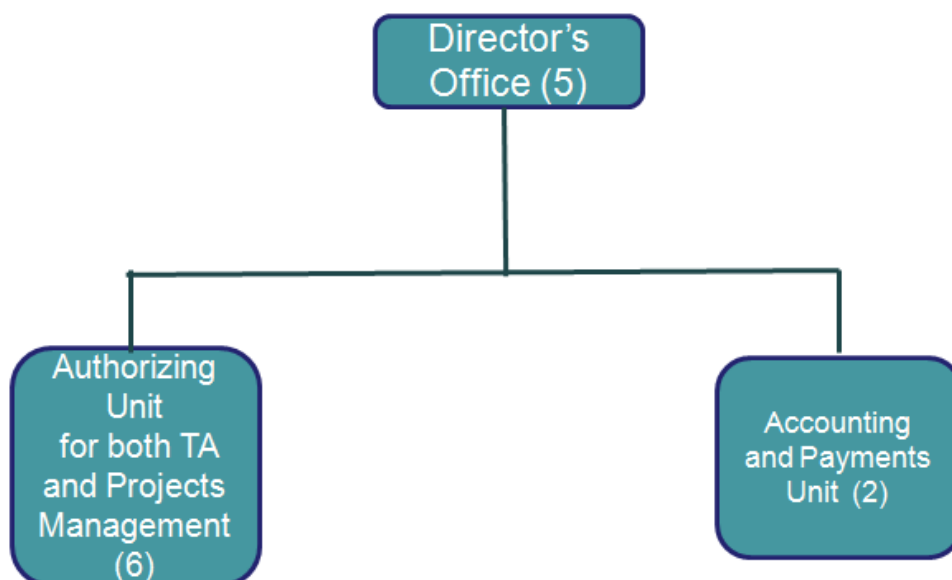 Director’s
Office (5)
Authorizing
Unit
for both TA
and Projects
Management
(6)
Accounting
and Payments
Unit (2)